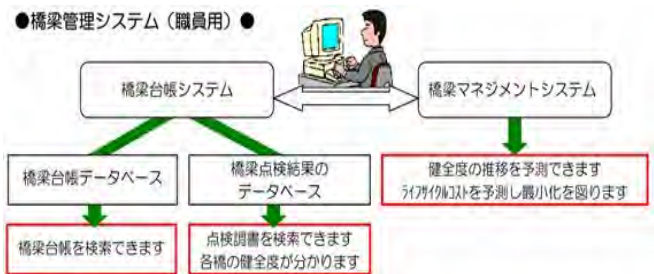 ●橋梁管理システム（職員用）●
橋梁台帳システム
橋梁マネジメントシステム
橋梁台帳データベース
橋梁点検結果の
データベース
健全度の推移を予測できます
ライフサイクルコストを予測し最小化を図ります
橋梁台帳を検索できます
点検調書を検索できます
各橋の健全度が分かります